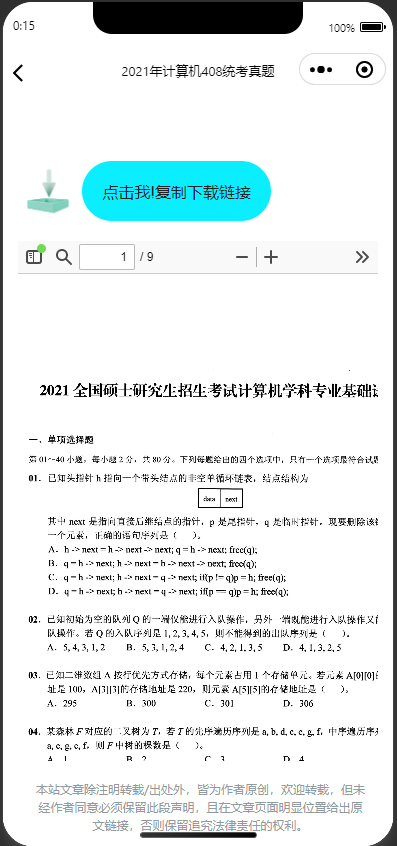 0:15
100%
2021年计算机408统考真题
点击我!复制下载链接
1 / 9
2021 全国硕士研究生招生考试计算机学科专业基础
一、单项选择题
第 01～40 小题，每小题 2 分，共 80 分。下列每题给出的四个选项中，只有一个选项最符合试题
01．已知头指针 h 指向一个带头结点的非空单循环链表，结点结构为
data next
其中 next 是指向直接后继结点的指针，p 是尾指针，q 是临时指针，现要删除该链
一个元素，正确的语句序列是（　）。
A．h -> next = h -> next -> next; q = h -> next; free(q);
B．q = h -> next; h -> next = h -> next -> next; free(q);
C．q = h -> next; h -> next = q -> next; if(p != q)p = h; free(q);
D．q = h -> next; h -> next = q -> next; if(p == q)p = h; free(q);
02．已知初始为空的队列 Q 的一端仅能进行入队操作，另外一端既能进行入队操作又能
队操作。若 Q 的入队序列是 1, 2, 3, 4, 5，则不能得到的出队序列是（　）。
A．5, 4, 3, 1, 2 B．5, 3, 1, 2, 4 C．4, 2, 1, 3, 5 D．4, 1, 3, 2, 5
03．已知二维数组 A 按行优先方式存储，每个元素占用 1 个存储单元。若元素 A[0][0]的
址是 100，A[3][3]的存储地址是 220，则元素 A[5][5]的存储地址是（　）。
A．295 B．300 C．301 D．306
04．某森林 F 对应的二叉树为 T，若 T 的先序遍历序列是 a, b, d, c, e, g, f，中序遍历序列
a, e, g, c, f，则 F 中树的棵数是（　）。
A．1 B．2 C．3 D．4
本站文章除注明转载/出处外，皆为作者原创，欢迎转载，但未
经作者同意必须保留此段声明，且在文章页面明显位置给出原
文链接，否则保留追究法律责任的权利。